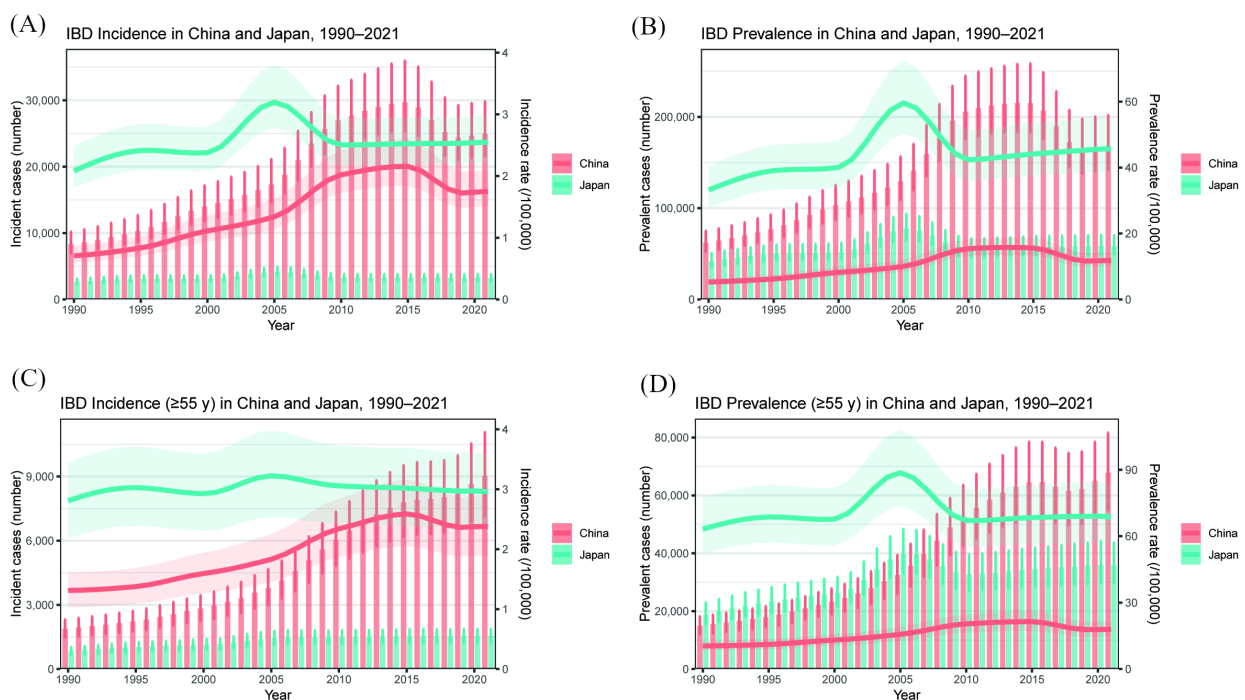 (A)
IBD Incidence in China and Japan, 1990–2021
Incident cases (number)
30,000
20,000
10,000
0
4
3
2
1
0
Incidence rate (/100,000)
1990 1995 2000 2005 2010 2015 2020
Year
China
Japan
(B)
IBD Prevalence in China and Japan, 1990–2021
Prevalent cases (number)
200,000
100,000
0
60
40
20
0
Prevalence rate (/100,000)
1990 1995 2000 2005 2010 2015 2020
Year
China
Japan
(C)
IBD Incidence (≥55 y) in China and Japan, 1990–2021
Incident cases (number)
9,000
6,000
3,000
0
4
3
2
1
0
Incidence rate (/100,000)
1990 1995 2000 2005 2010 2015 2020
Year
China
Japan
(D)
IBD Prevalence (≥55 y) in China and Japan, 1990–2021
Prevalent cases (number)
80,000
60,000
40,000
20,000
0
90
60
30
0
Prevalence rate (/100,000)
1990 1995 2000 2005 2010 2015 2020
Year
China
Japan